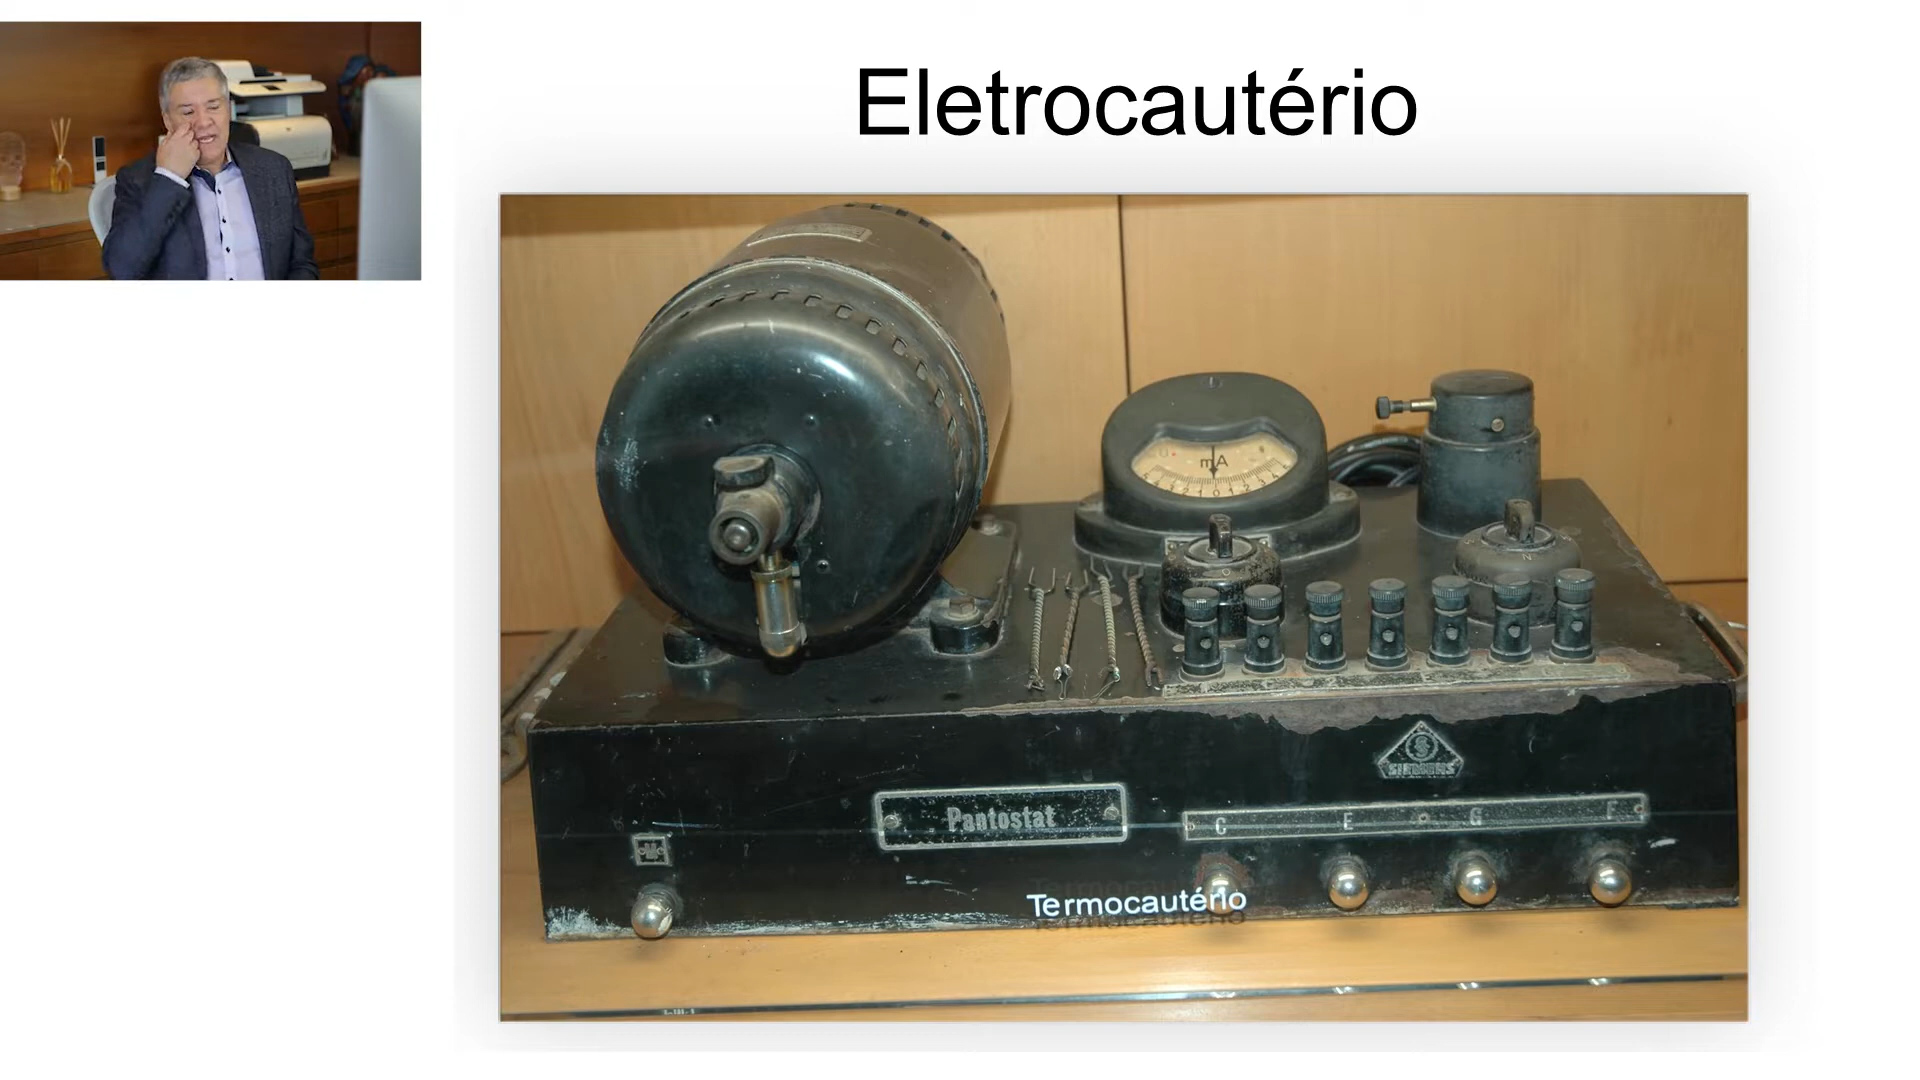 Eletrocautério
mA
Pantostat
SIEMENS
C E G F
Termocautério